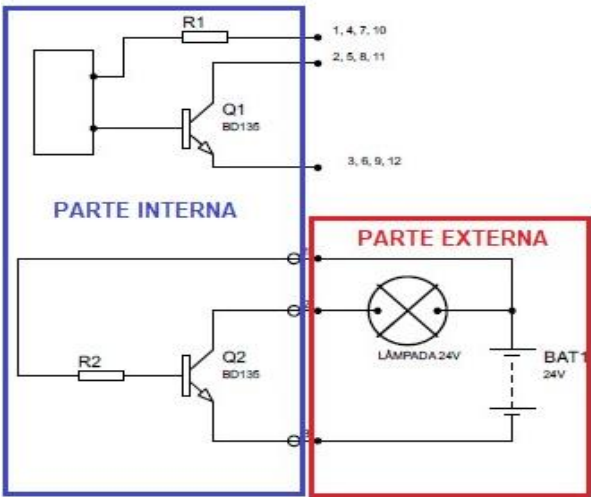 R1
1, 4, 7, 10
2, 5, 8, 11
Q1
BD135
3, 6, 9, 12
PARTE INTERNA
PARTE EXTERNA
LÂMPADA 24V
R2
Q2
BD135
BAT1
24V